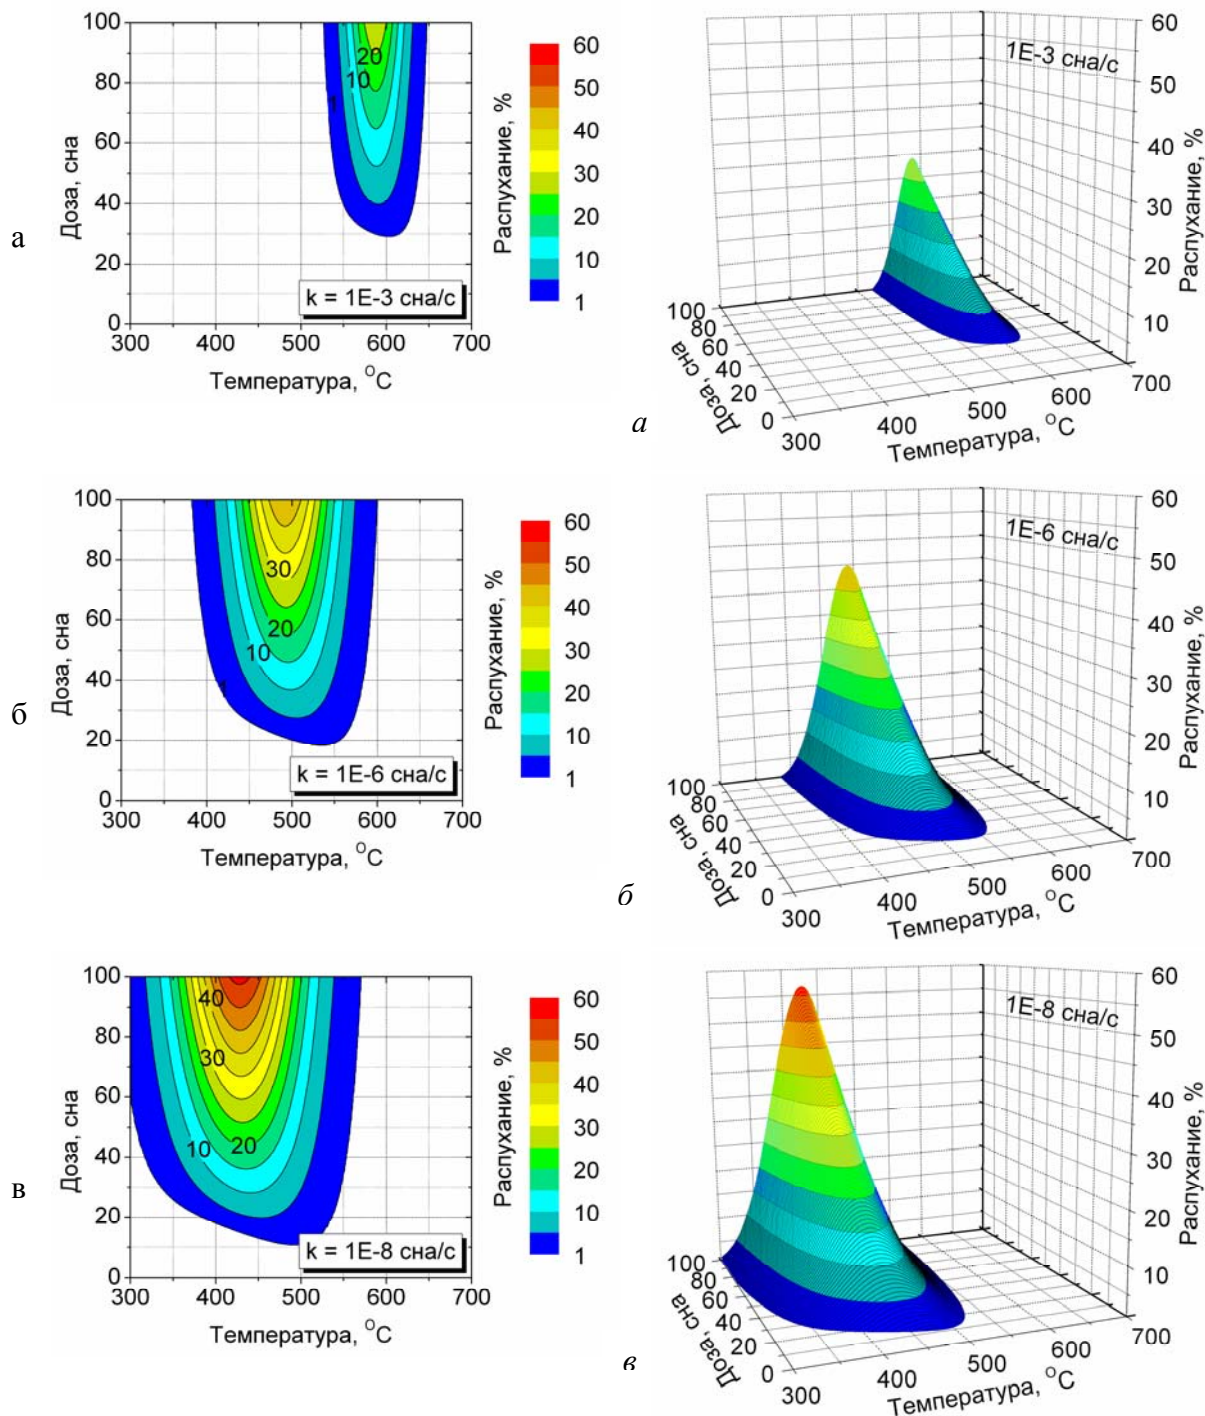 а
Доза, сна
100
80
60
40
20
0
20
10
1
k = 1E-3 сна/с
300 400 500 600 700
Температура, °C
Распухание, %
60
50
40
30
20
10
1
1E-3 сна/с
60
50
40
30
20
10
Распухание, %
100
80
60
40
20
0
Доза, сна
300 400 500 600 700
Температура, °C
а
б
Доза, сна
100
80
60
40
20
0
30
20
10
1
k = 1E-6 сна/с
300 400 500 600 700
Температура, °C
Распухание, %
60
50
40
30
20
10
1
1E-6 сна/с
60
50
40
30
20
10
Распухание, %
100
80
60
40
20
0
Доза, сна
300 400 500 600 700
Температура, °C
б
в
Доза, сна
100
80
60
40
20
0
40
30
20
10
k = 1E-8 сна/с
300 400 500 600 700
Температура, °C
Распухание, %
60
50
40
30
20
10
1
1E-8 сна/с
60
50
40
30
20
10
Распухание, %
100
80
60
40
20
0
Доза, сна
300 400 500 600 700
Температура, °C
в